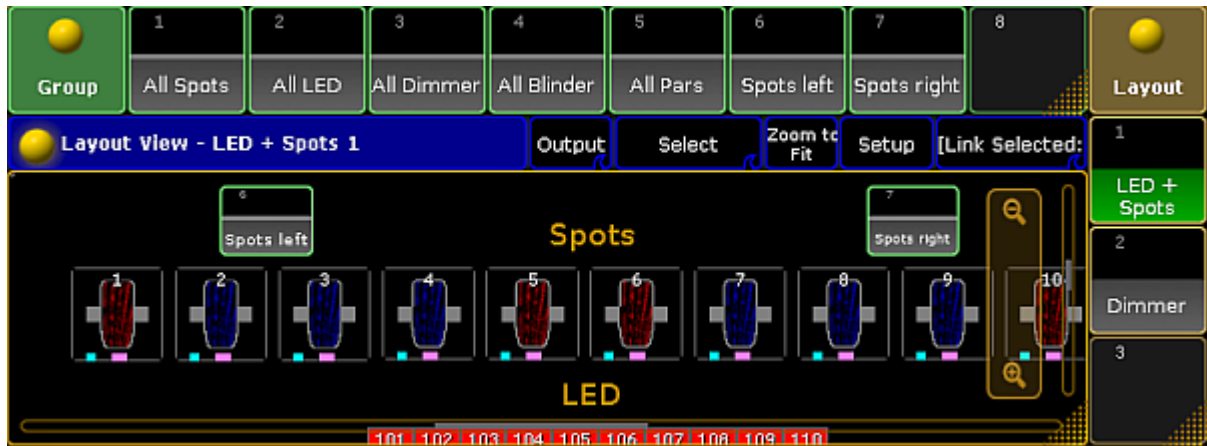 1 2 3 4 5 6 7 8
Group All Spots All LED All Dimmer All Blinder All Pars Spots left Spots right Layout
Layout View - LED + Spots 1 Output Select Zoom to Fit Setup [Link Selected:
1
LED +
Spots
6 7
Spots left Spots Spots right
2
1 2 3 4 5 6 7 8 9 10
Dimmer
3
LED
101 102 103 104 105 106 107 108 109 110